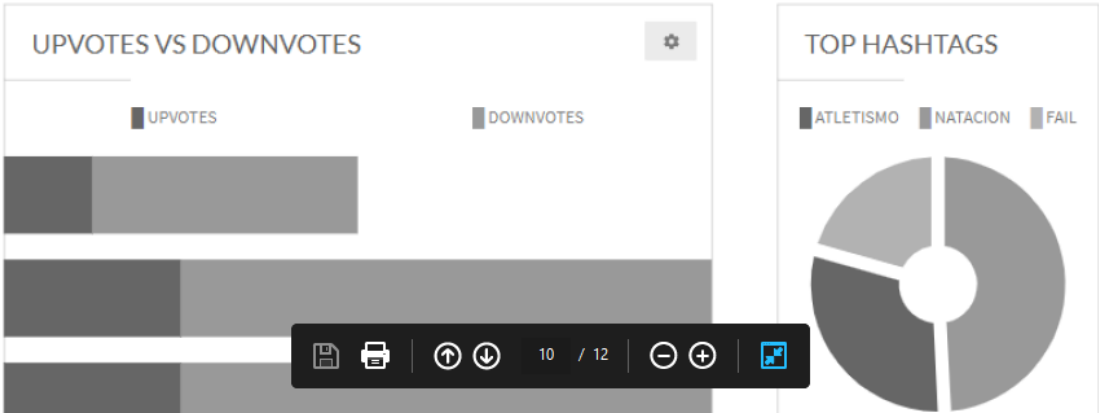 UPVOTES VS DOWNVOTES
TOP HASHTAGS
UPVOTES DOWNVOTES
ATLETISMO NATACION FAIL
10 / 12